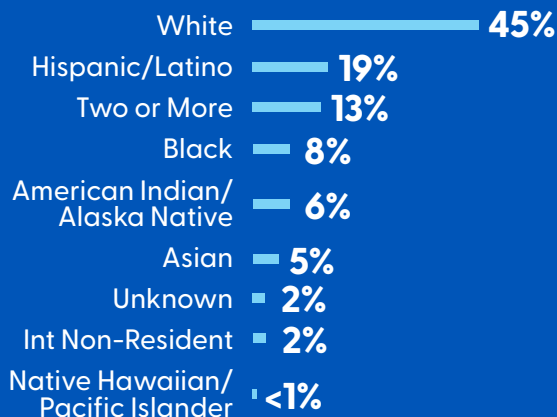 White 45%
Hispanic/Latino 19%
Two or More 13%
Black 8%
American Indian/
Alaska Native 6%
Asian 5%
Unknown 2%
Int Non-Resident 2%
Native Hawaiian/
Pacific Islander <1%